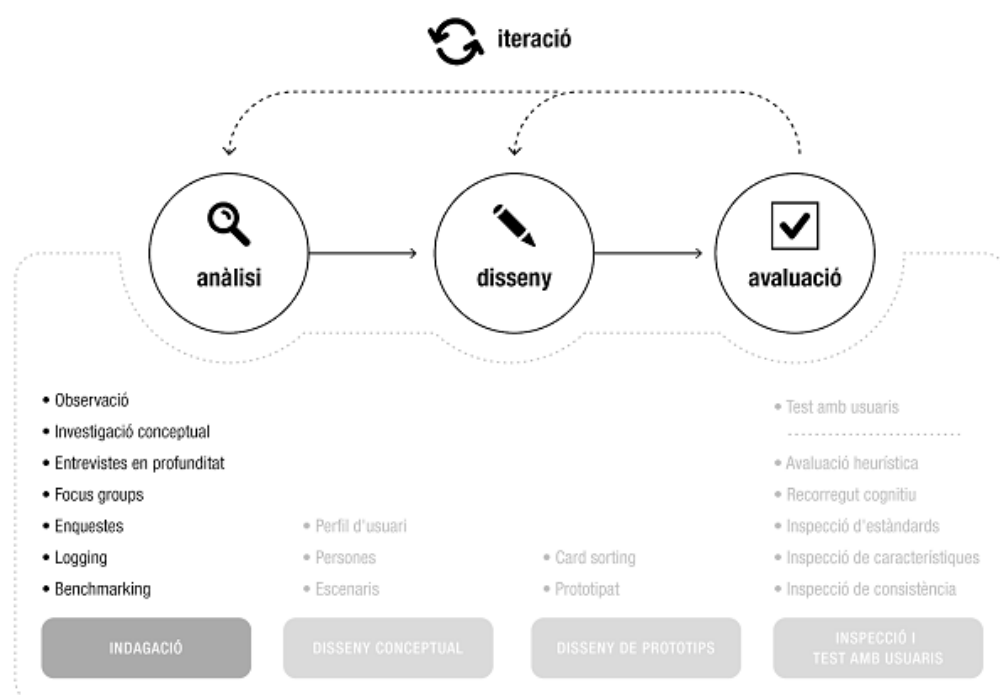 iteració
anàlisi
disseny
avaluació
• Observació
• Investigació conceptual
• Entrevistes en profunditat
• Focus groups
• Enquestes
• Logging
• Benchmarking
INDAGACIÓ
• Perfil d'usuari
• Persones
• Escenaris
DISSENY CONCEPTUAL
• Card sorting
• Prototipat
DISSENY DE PROTOTIPS
• Test amb usuaris
• Avaluació heurística
• Recorregut cognitiu
• Inspecció d'estàndards
• Inspecció de característiques
• Inspecció de consistència
INSPECCIÓ I
TEST AMB USUARIS